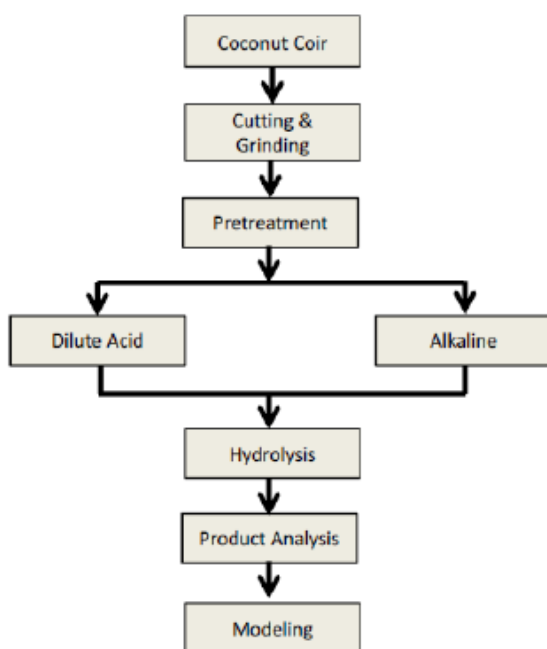 Coconut Coir
Cutting &
Grinding
Pretreatment
Dilute Acid
Alkaline
Hydrolysis
Product Analysis
Modeling